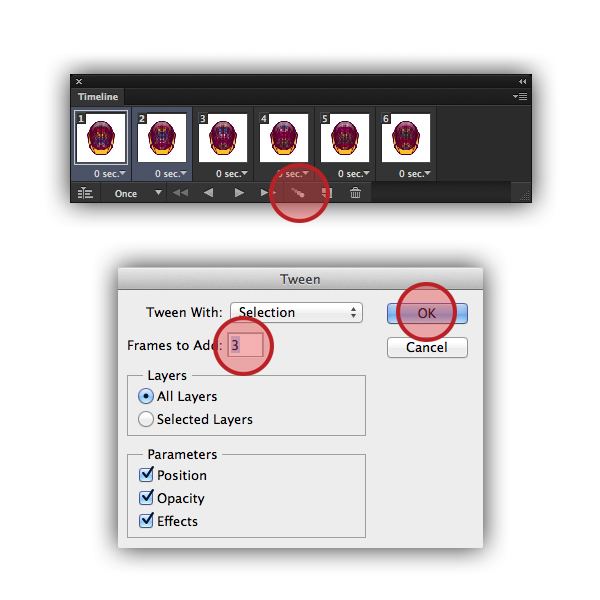 Timeline
1 2 3 4 5 6
0 sec. 0 sec. 0 sec. 0 sec. 0 sec. 0 sec.
Once
Tween
Tween With: Selection OK
Frames to Add: 3
Cancel
Layers
All Layers
Selected Layers
Parameters
Position
Opacity
Effects